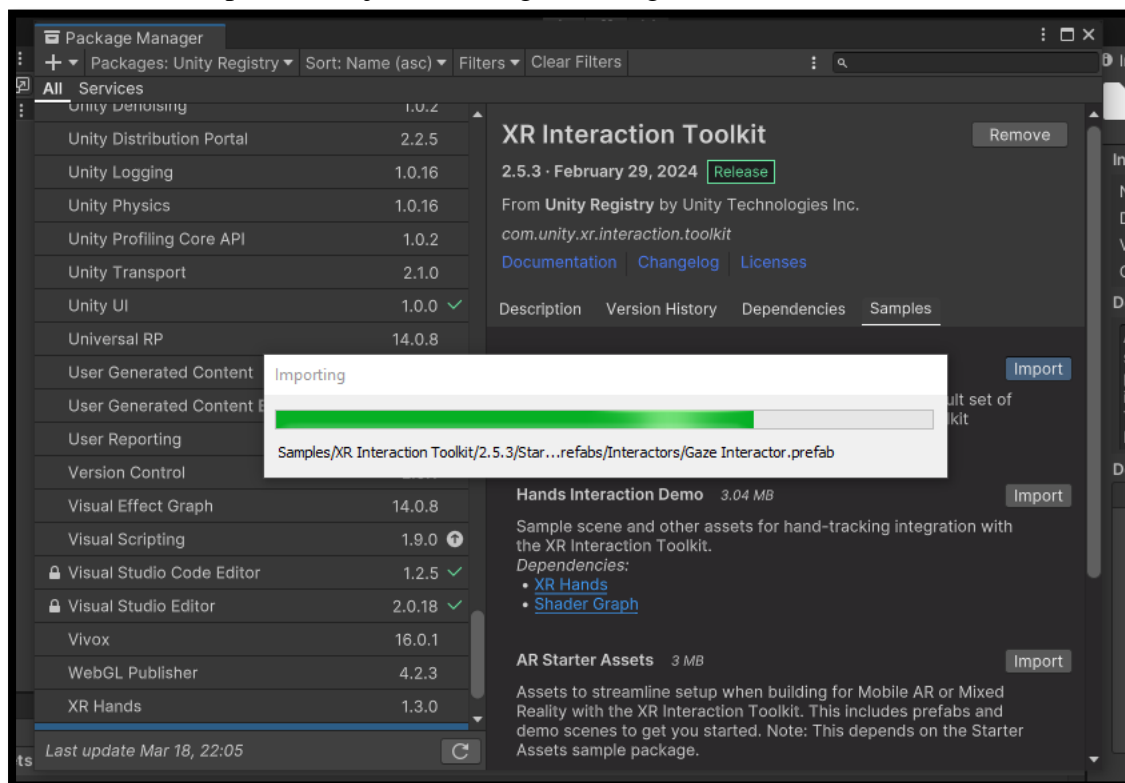 Package Manager
Packages: Unity Registry Sort: Name (asc) Filters Clear Filters
All Services
Unity Denoising 1.0.2
Unity Distribution Portal 2.2.5
Unity Logging 1.0.16
Unity Physics 1.0.16
Unity Profiling Core API 1.0.2
Unity Transport 2.1.0
Unity UI 1.0.0
Universal RP 14.0.8
User Generated Content
User Generated Content
User Reporting
Version Control
Visual Effect Graph 14.0.8
Visual Scripting 1.9.0
Visual Studio Code Editor 1.2.5
Visual Studio Editor 2.0.18
Vivox 16.0.1
WebGL Publisher 4.2.3
XR Hands 1.3.0
Last update Mar 18, 22:05
XR Interaction Toolkit Remove
2.5.3 · February 29, 2024 Release
From Unity Registry by Unity Technologies Inc.
com.unity.xr.interaction.toolkit
Documentation Changelog Licenses
Description Version History Dependencies Samples
Import
set of
Importing
Samples/XR Interaction Toolkit/2.5.3/Star...refabs/Interactors/Gaze Interactor.prefab
Hands Interaction Demo 3.04 MB Import
Sample scene and other assets for hand-tracking integration with
the XR Interaction Toolkit.
Dependencies:
• XR Hands
• Shader Graph
AR Starter Assets 3 MB Import
Assets to streamline setup when building for Mobile AR or Mixed
Reality with the XR Interaction Toolkit. This includes prefabs and
demo scenes to get you started. Note: This depends on the Starter
Assets sample package.